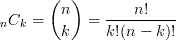 ${}_nC_k = \binom{n}{k} = \frac{n!}{k!(n-k)!}$